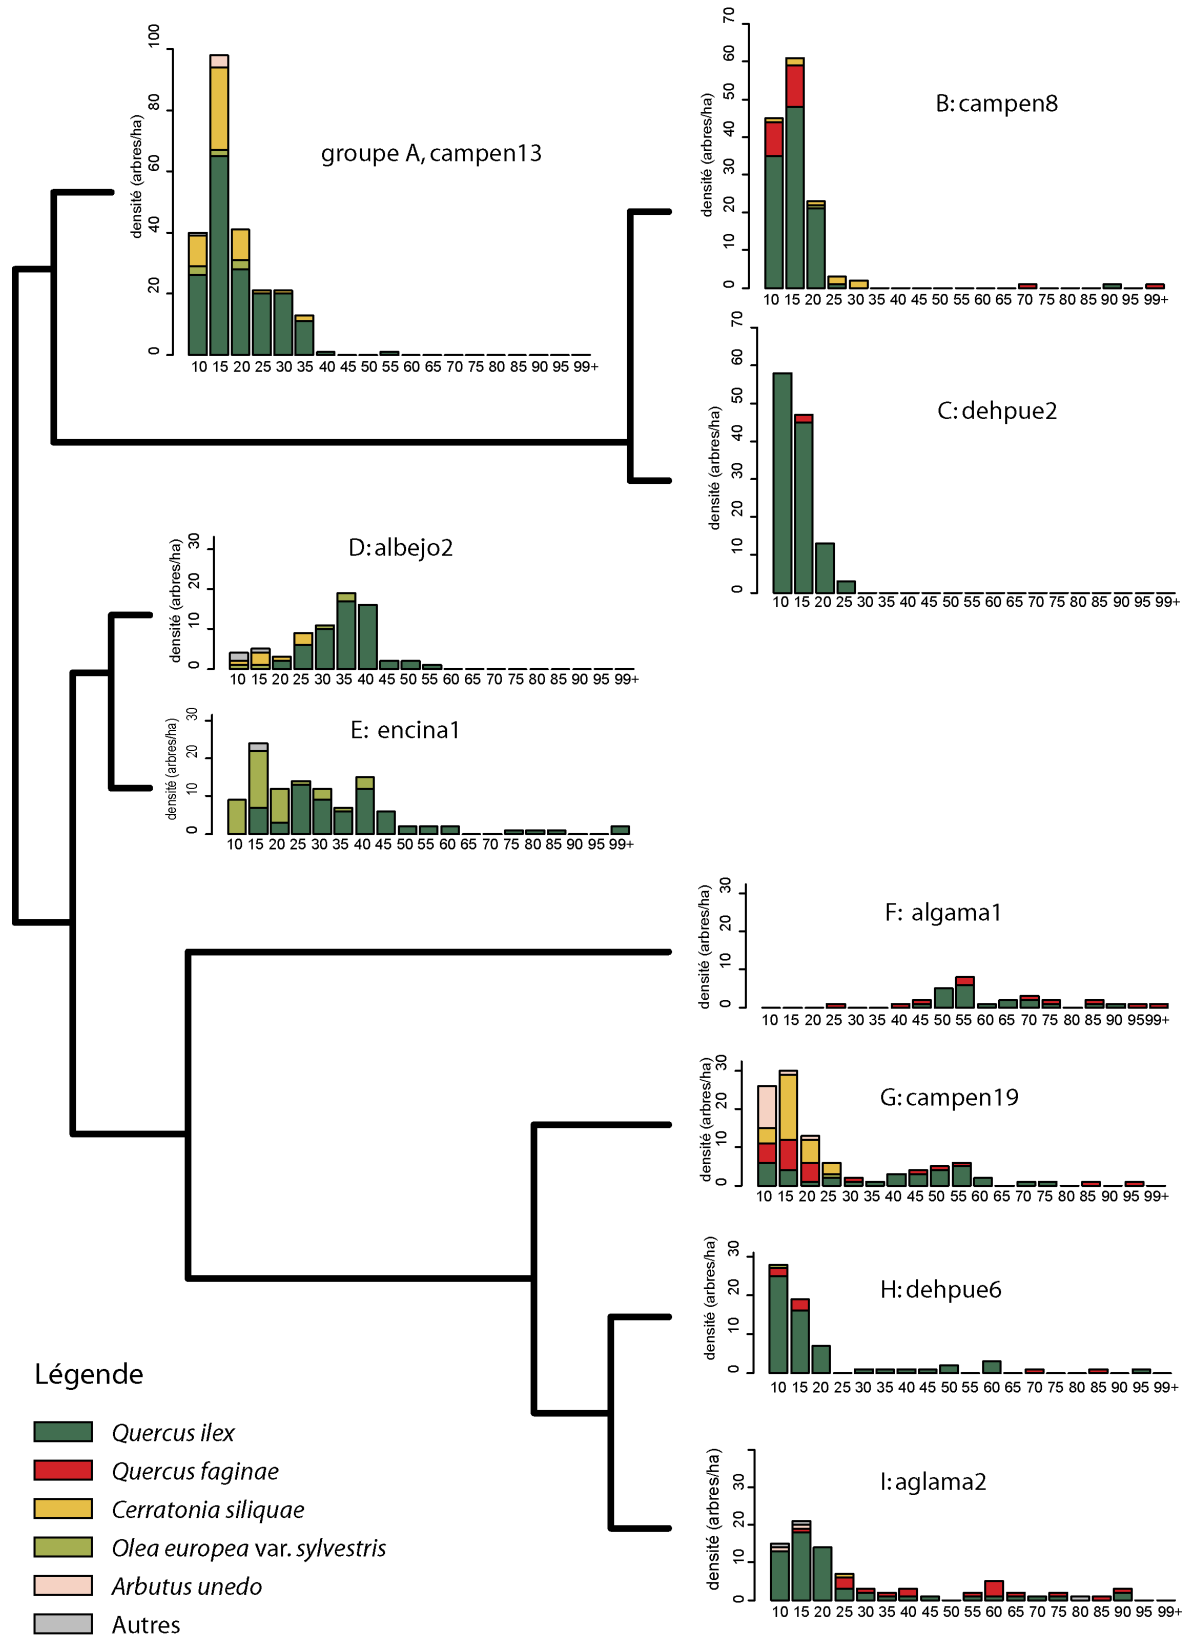 groupe A, campen13
densité (arbres/ha)
0 20 40 60 80 100
10 15 20 25 30 35 40 45 50 55 60 65 70 75 80 85 90 95 99+
B: campen8
densité (arbres/ha)
0 10 20 30 40 50 60 70
10 15 20 25 30 35 40 45 50 55 60 65 70 75 80 85 90 95 99+
C: dehpue2
densité (arbres/ha)
0 10 20 30 40 50 60 70
10 15 20 25 30 35 40 45 50 55 60 65 70 75 80 85 90 95 99+
D: albejo2
densité (arbres/ha)
0 10 20 30
10 15 20 25 30 35 40 45 50 55 60 65 70 75 80 85 90 95 99+
E: encina1
densité (arbres/ha)
0 10 20 30
10 15 20 25 30 35 40 45 50 55 60 65 70 75 80 85 90 95 99+
F: algama1
densité (arbres/ha)
0 10 20 30
10 15 20 25 30 35 40 45 50 55 60 65 70 75 80 85 90 9599+
G: campen19
densité (arbres/ha)
10 20 30
0
10 15 20 25 30 35 40 45 50 55 60 65 70 75 80 85 90 95 99+
H: dehpue6
densité (arbres/ha)
0 10 20 30
10 15 20 25 30 35 40 45 50 55 60 65 70 75 80 85 90 95 99+
I: aglama2
densité (arbres/ha)
0 10 20 30
10 15 20 25 30 35 40 45 50 55 60 65 70 75 80 85 90 95 99+
Légende
Quercus ilex
Quercus faginae
Cerratonia siliquae
Olea europea var. sylvestris
Arbutus unedo
Autres